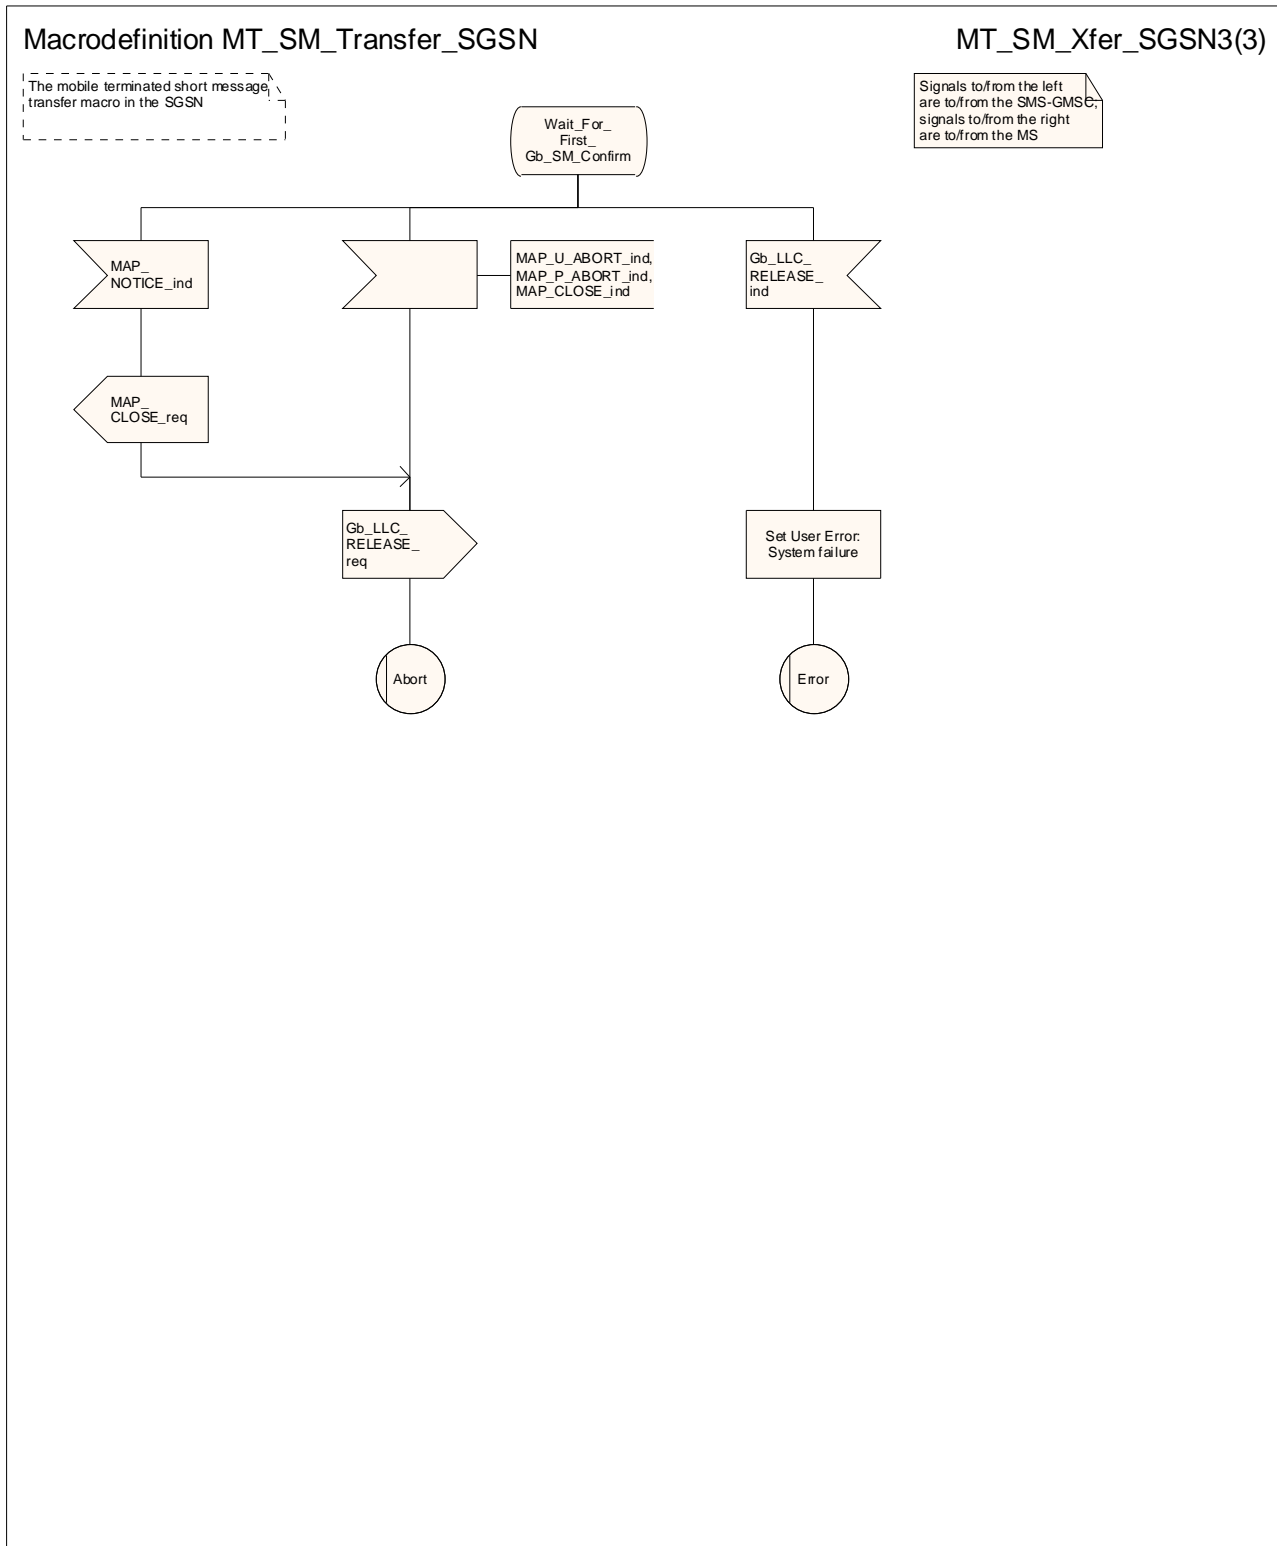 Macrodefinition MT_SM_Transfer_SGSN
MT_SM_Xfer_SGSN3(3)
The mobile terminated short message
transfer macro in the SGSN
Signals to/from the left
are to/from the SMS-GMSC,
signals to/from the right
are to/from the MS
Wait_For_
First_
Gb_SM_Confirm
MAP_
NOTICE_ind
MAP_U_ABORT_ind,
MAP_P_ABORT_ind,
MAP_CLOSE_ind
Gb_LLC_
RELEASE_
ind
MAP_
CLOSE_req
Gb_LLC_
RELEASE_
req
Set User Error:
System failure
Abort
Error